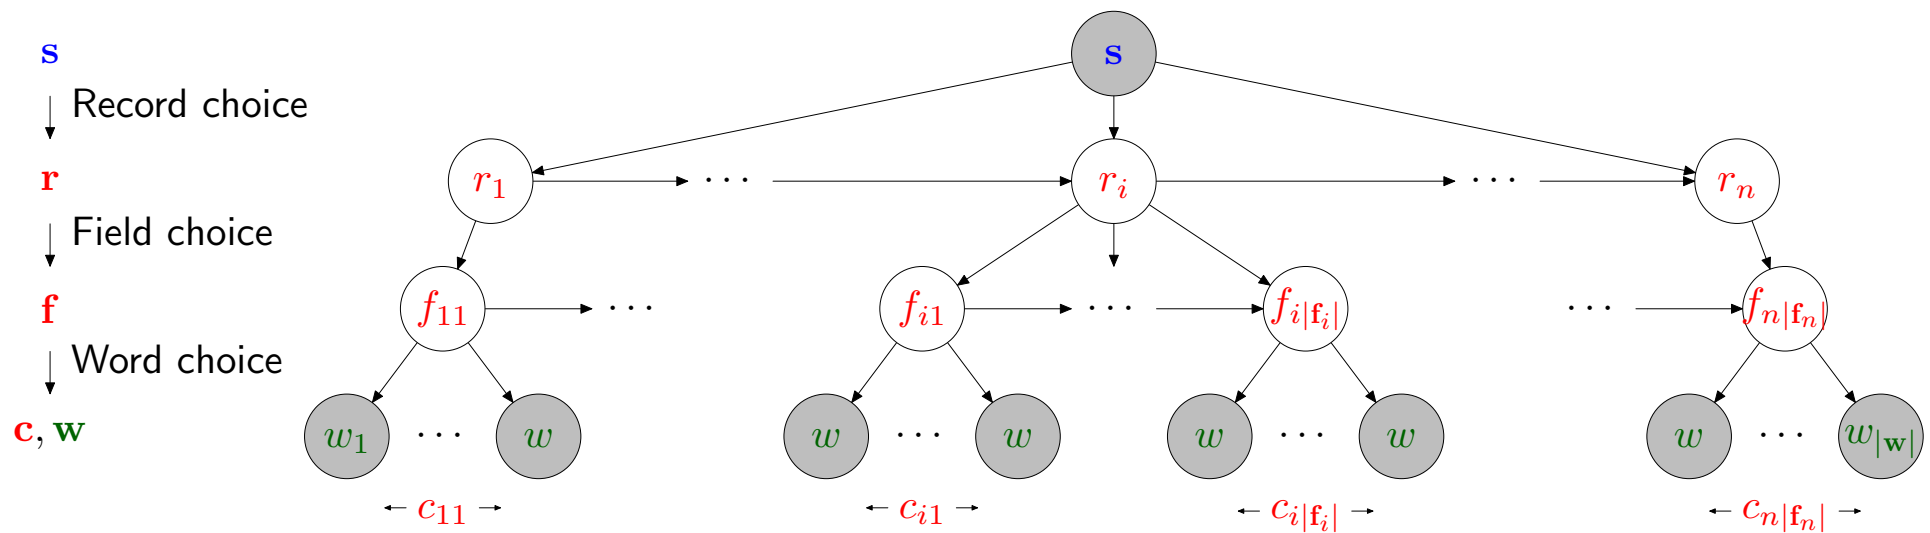 s s
Record choice
r r₁ ··· rᵢ ··· rₙ
Field choice
f f₁₁ ··· fᵢ₁ ··· fᵢ|𝐟ᵢ| ··· fₙ|𝐟ₙ|
Word choice
c, w w₁ ··· w w ··· w w ··· w w ··· w|𝐰|
c₁₁ cᵢ₁ cᵢ|𝐟ᵢ| cₙ|𝐟ₙ|